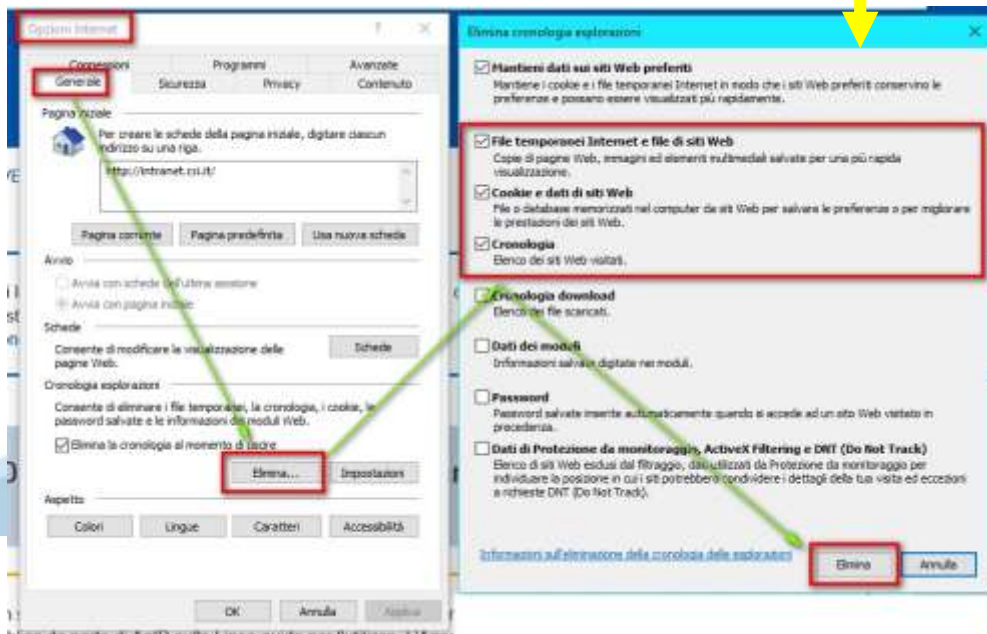 Opzioni Internet
? ×
Connessioni Programmi Avanzate
Generale Sicurezza Privacy Contenuto
Pagina iniziale
Per creare le schede della pagina iniziale, digitare ciascun
indirizzo su una riga.
http://intranet.csi.it/
Pagina corrente Pagina predefinita Usa nuova scheda
Avvio
Avvia con schede dell'ultima sessione
Avvia con pagina iniziale
Schede
Consente di modificare la visualizzazione delle
pagine Web.
Schede
Cronologia esplorazioni
Consente di eliminare i file temporanei, la cronologia, i cookie, le
password salvate e le informazioni dei moduli Web.
Elimina la cronologia al momento di uscire
Elimina... Impostazioni
Aspetto
Colori Lingue Caratteri Accessibilità
OK Annulla Applica
Elimina cronologia esplorazioni ×
Mantieni dati sui siti Web preferiti
Mantiene i cookie e i file temporanei Internet in modo che i siti Web preferiti conservino le
preferenze e possano essere visualizzati più rapidamente.
File temporanei Internet e file di siti Web
Copie di pagine Web, immagini ed elementi multimediali salvate per una più rapida
visualizzazione.
Cookie e dati di siti Web
File o database memorizzati nel computer da siti Web per salvare le preferenze o per migliorare
le prestazioni dei siti Web.
Cronologia
Elenco dei siti Web visitati.
Cronologia download
Elenco dei file scaricati.
Dati dei moduli
Informazioni salvate digitate nei moduli.
Password
Password salvate inserite automaticamente quando si accede ad un sito Web visitato in
precedenza.
Dati di Protezione da monitoraggio, ActiveX Filtering e DNT (Do Not Track)
Elenco di siti Web esclusi dal filtraggio, dati utilizzati da Protezione da monitoraggio per
individuare la posizione in cui i siti potrebbero condividere i dettagli della tua visita ed eccezioni
a richieste DNT (Do Not Track).
Informazioni sull'eliminazione della cronologia delle esplorazioni
Elimina Annulla